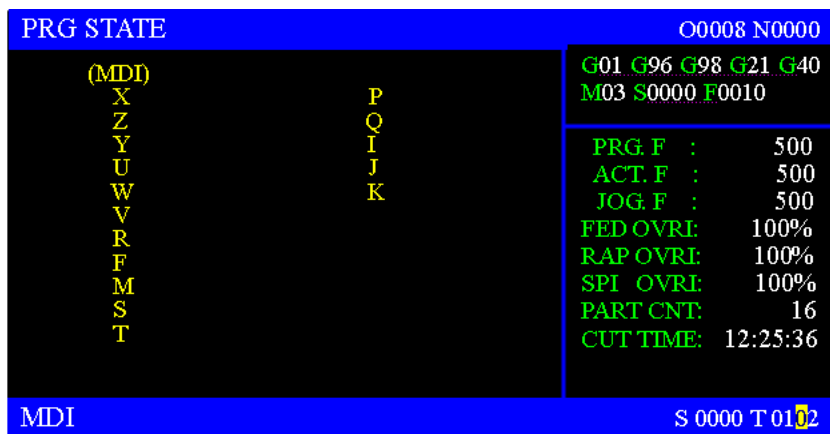 PRG STATE O0008 N0000
(MDI)
X P
Z Q
Y I
U J
W K
V
R
F
M
S
T
G01 G96 G98 G21 G40
M03 S0000 F0010
PRG. F : 500
ACT. F : 500
JOG. F : 500
FED OVRI: 100%
RAP OVRI: 100%
SPI OVRI: 100%
PART CNT: 16
CUT TIME: 12:25:36
MDI S 0000 T 0102